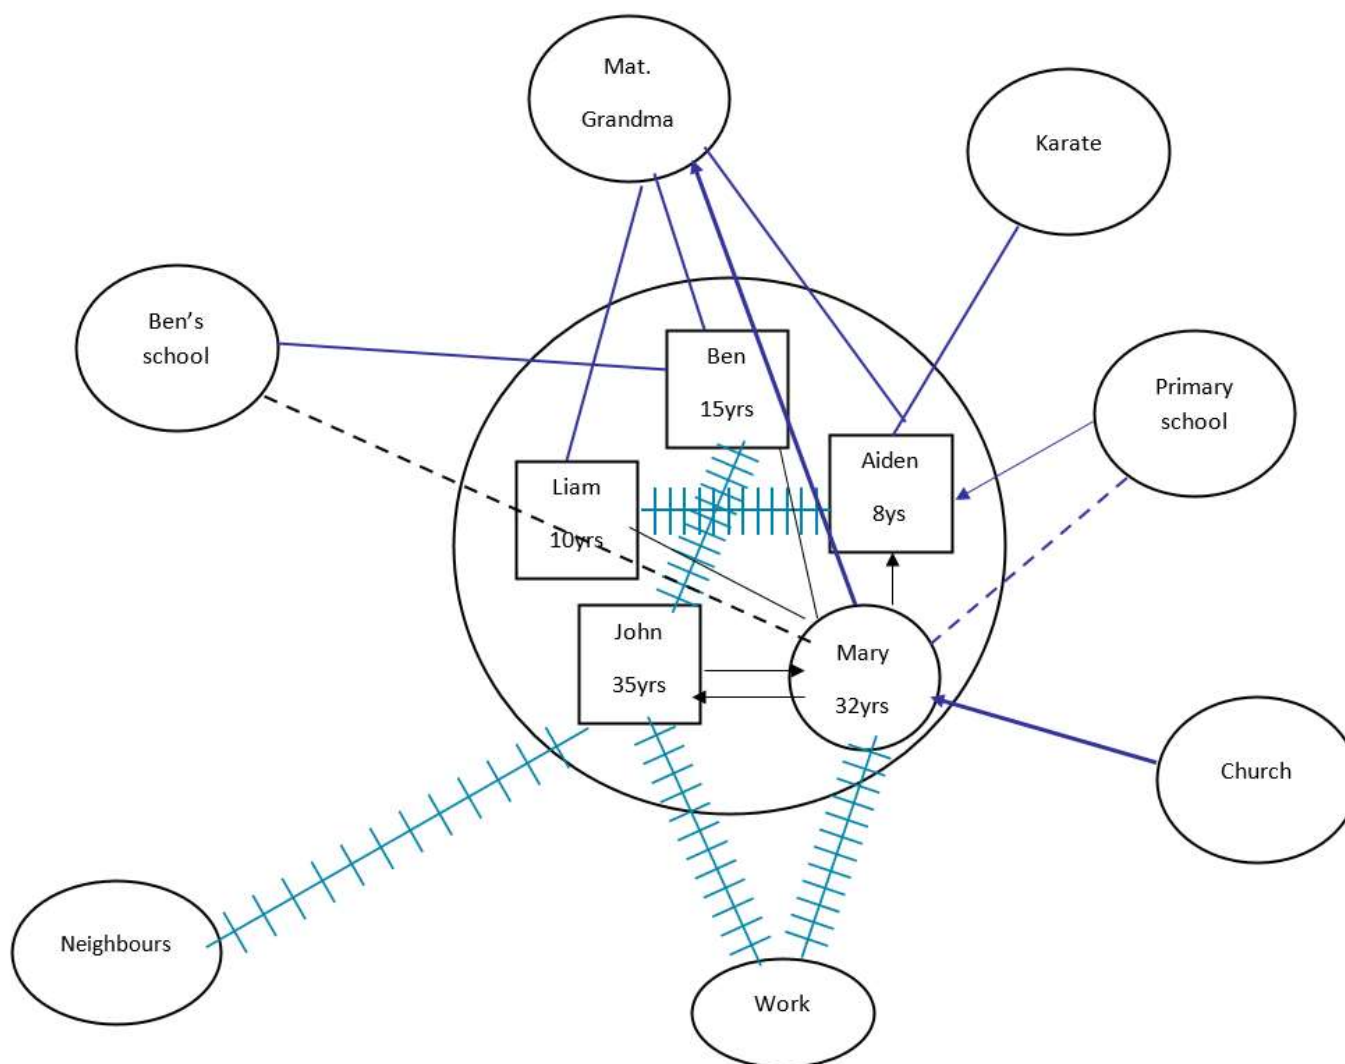 Mat.
Grandma
Karate
Ben’s
school
Ben
15yrs
Primary
school
Aiden
8ys
Liam
10yrs
John
35yrs
Mary
32yrs
Church
Neighbours
Work